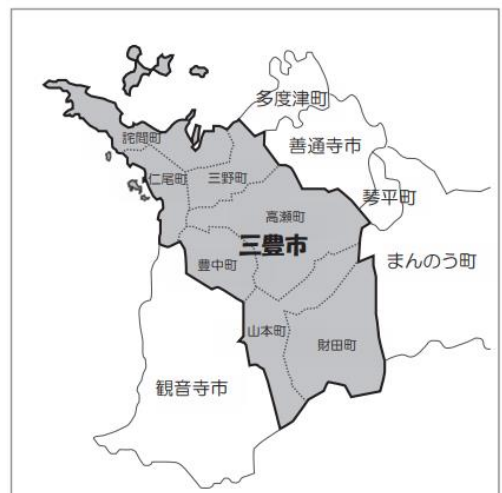 多度津町
善通寺市
詫間町
仁尾町
三野町
琴平町
高瀬町
三豊市
豊中町
まんのう町
山本町
財田町
観音寺市